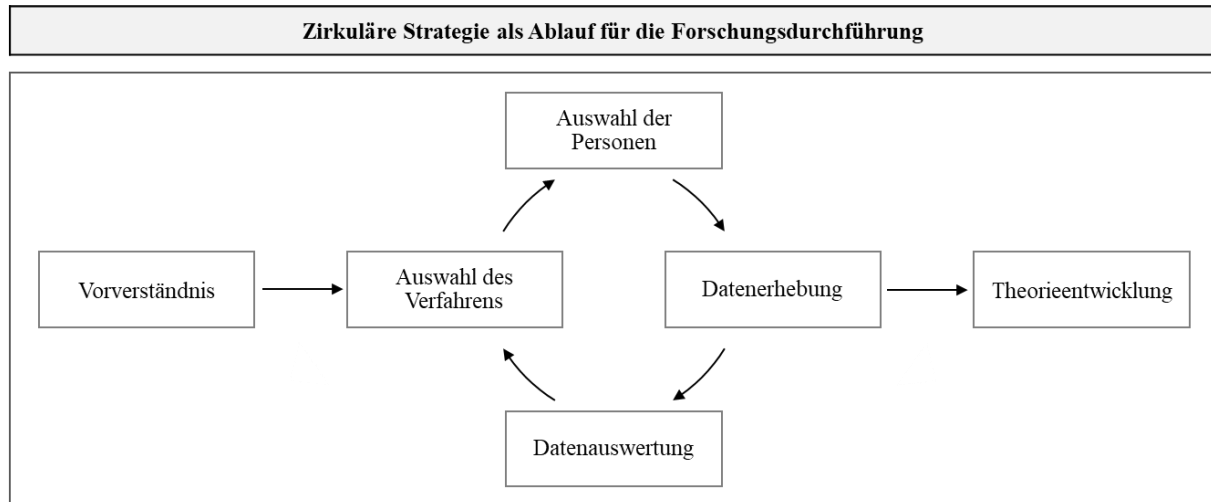 Zirkuläre Strategie als Ablauf für die Forschungsdurchführung
Auswahl der
Personen
Vorverständnis
Auswahl des
Verfahrens
Datenerhebung
Theorieentwicklung
Datenauswertung